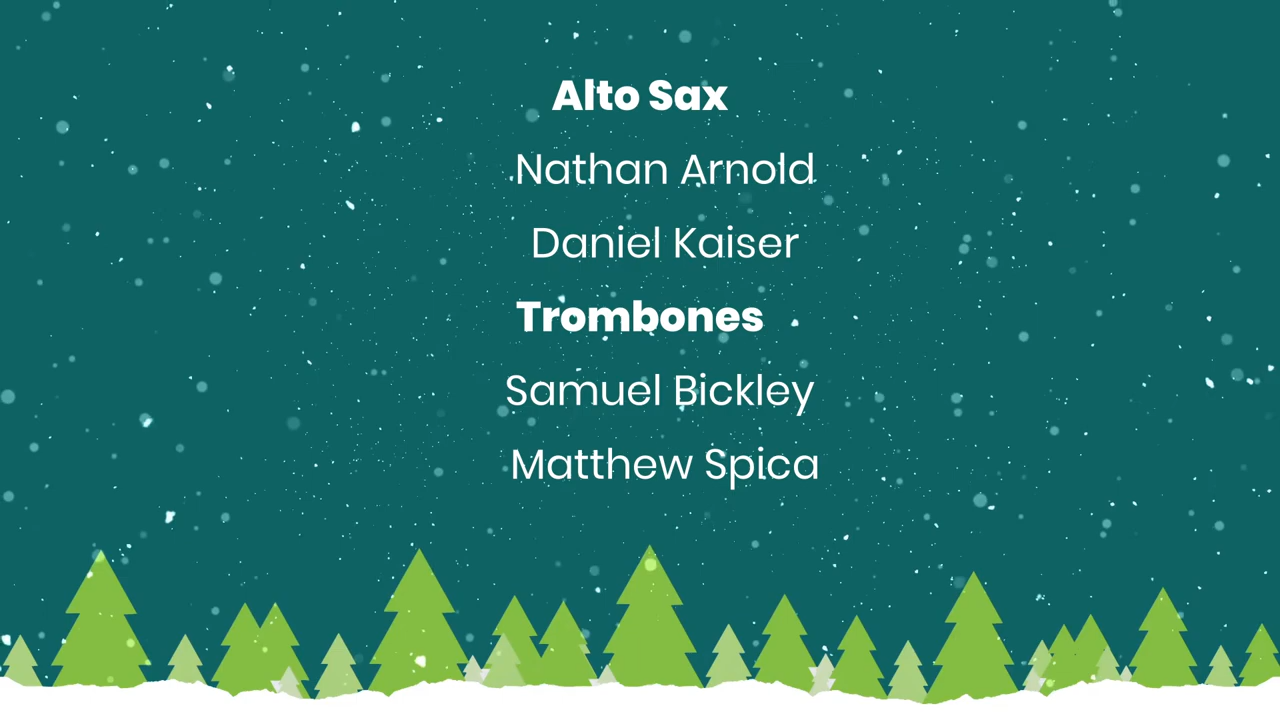 Alto Sax
Nathan Arnold
Daniel Kaiser
Trombones
Samuel Bickley
Matthew Spica